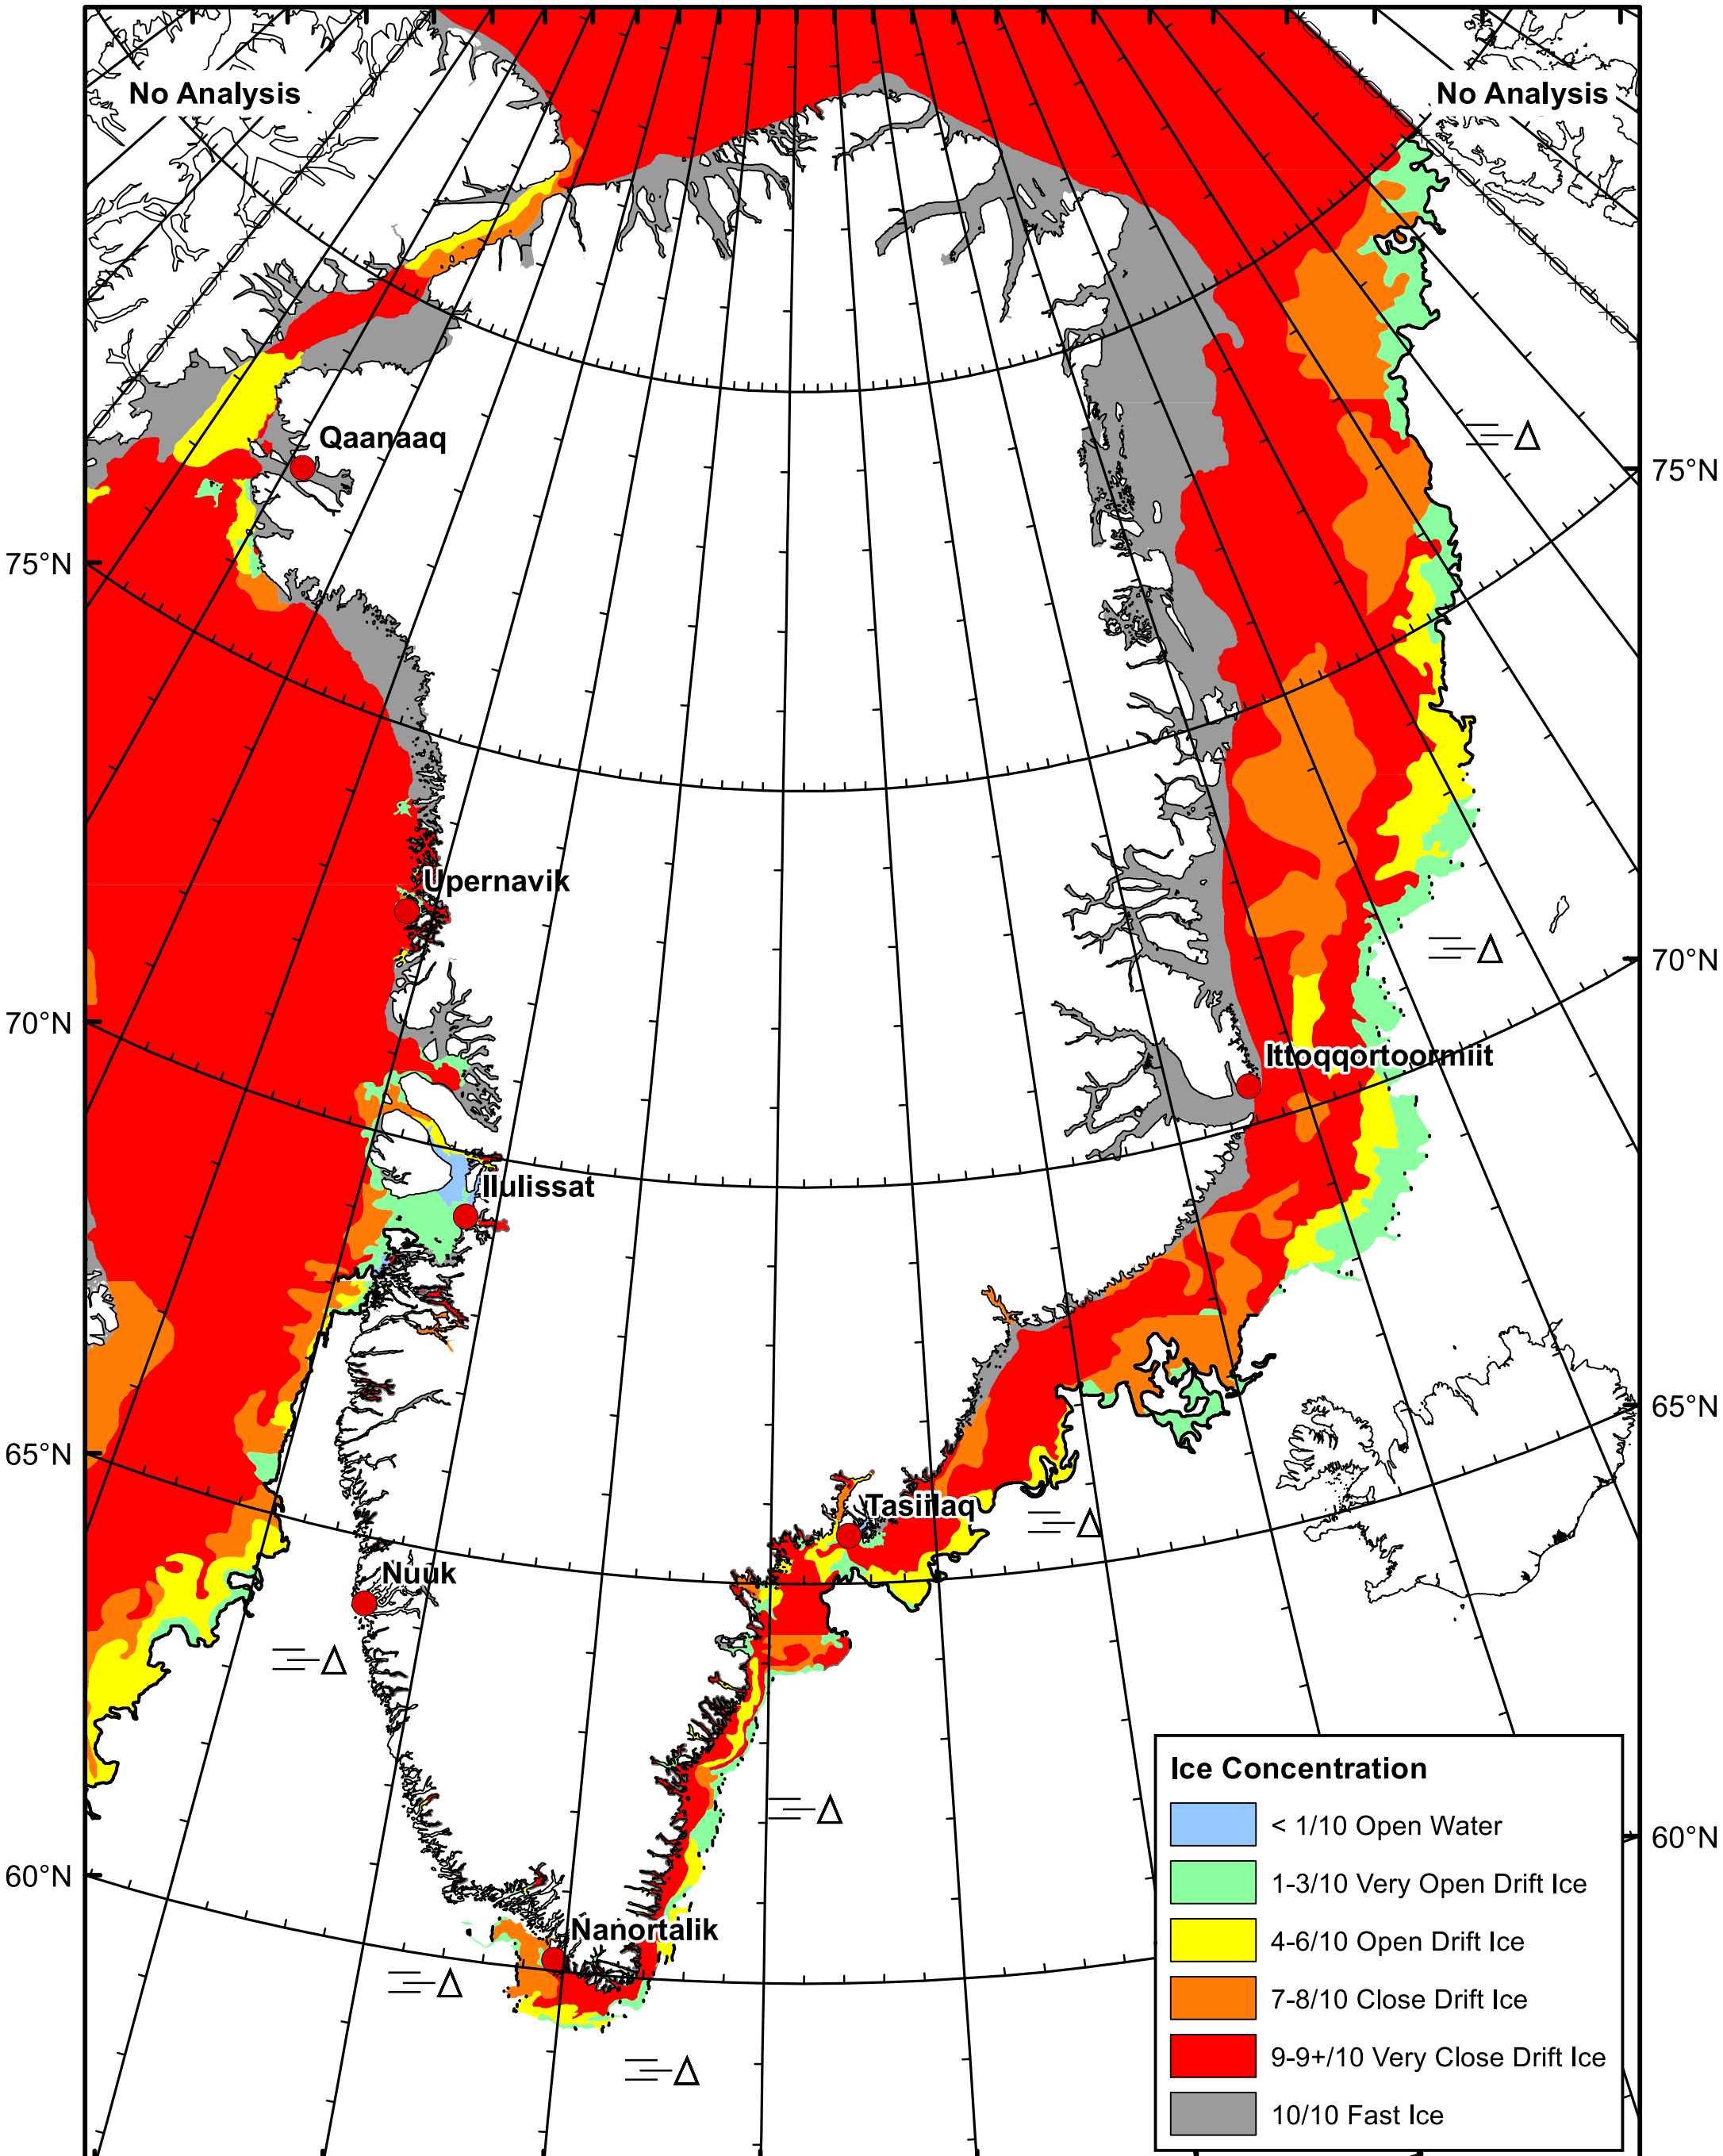 No Analysis
No Analysis
Qaanaaq
75°N
75°N
Upernavik
70°N
70°N
Ittoqqortoormiit
Ilulissat
65°N
65°N
Tasiilaq
Nuuk
Ice Concentration
< 1/10 Open Water
60°N
60°N
1-3/10 Very Open Drift Ice
Nanortalik
4-6/10 Open Drift Ice
7-8/10 Close Drift Ice
9-9+/10 Very Close Drift Ice
10/10 Fast Ice